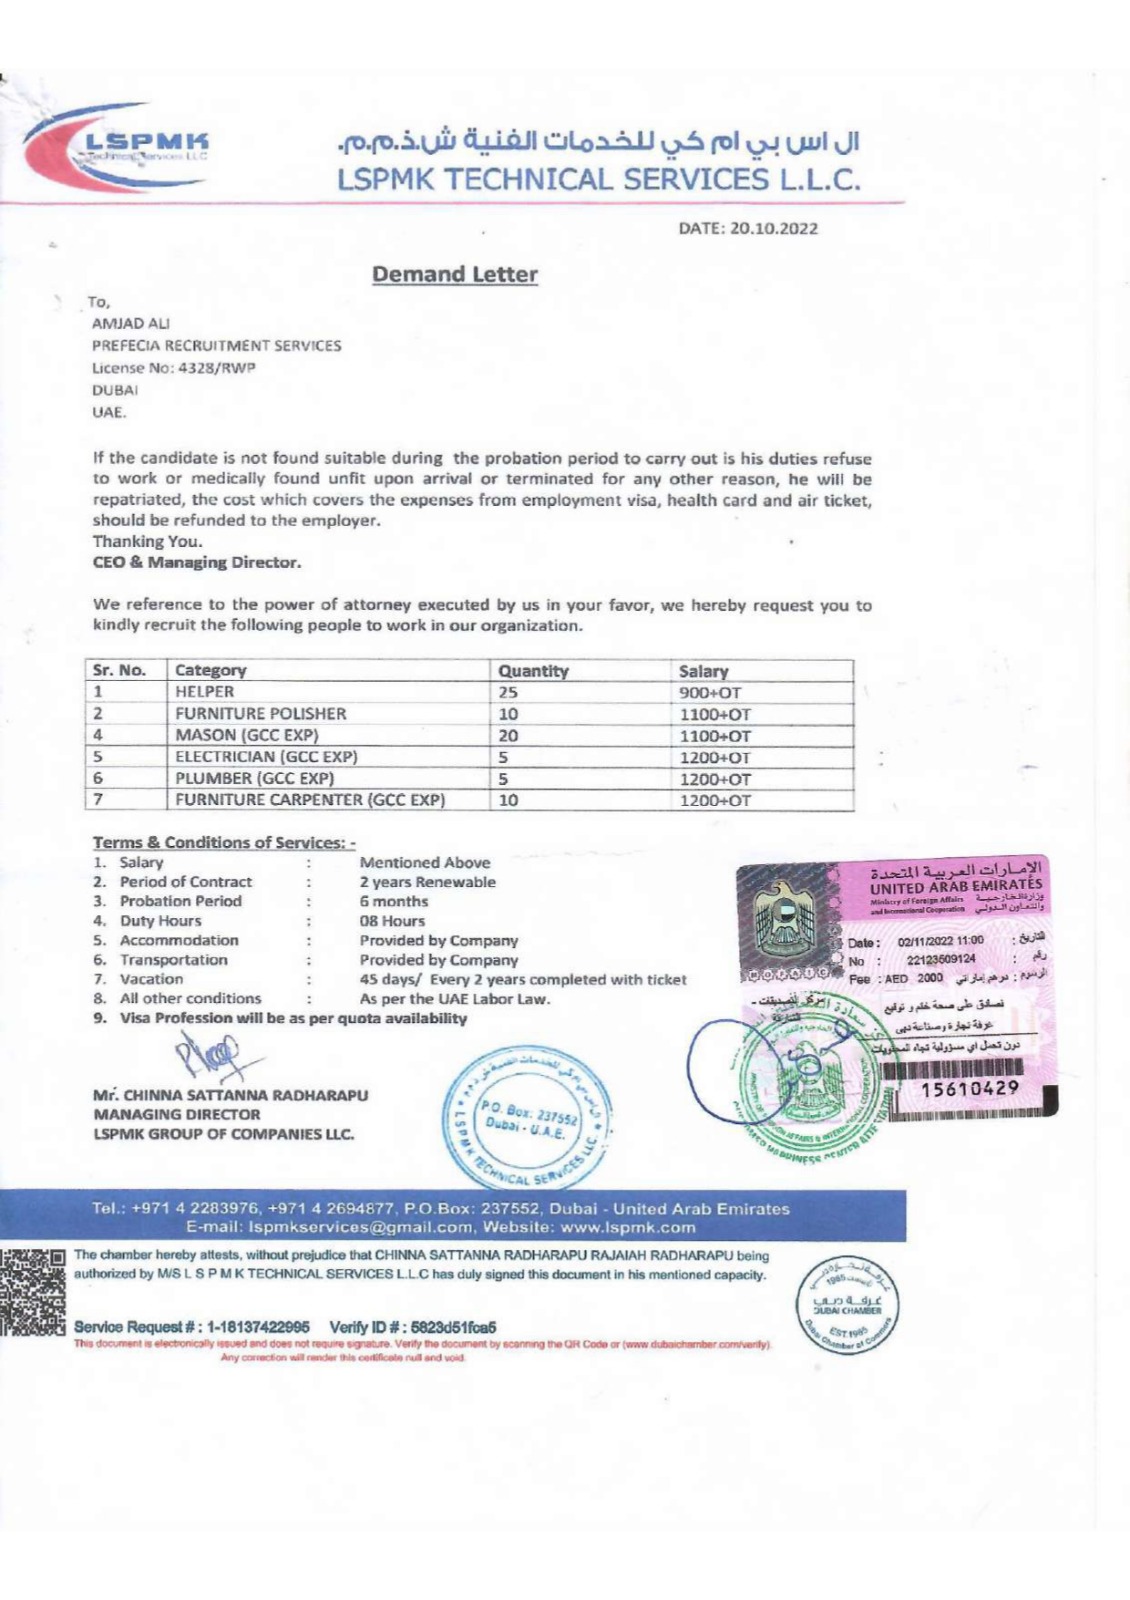 LSPMK
Technical Services LLC
ال اس بي ام كي للخدمات الفنية ش.ذ.م.م.
LSPMK TECHNICAL SERVICES L.L.C.
DATE: 20.10.2022
Demand Letter
To,
AMJAD ALI
PREFECIA RECRUITMENT SERVICES
License No: 4328/RWP
DUBAI
UAE.
If the candidate is not found suitable during the probation period to carry out is his duties refuse
to work or medically found unfit upon arrival or terminated for any other reason, he will be
repatriated, the cost which covers the expenses from employment visa, health card and air ticket,
should be refunded to the employer.
Thanking You.
CEO & Managing Director.
We reference to the power of attorney executed by us in your favor, we hereby request you to
kindly recruit the following people to work in our organization.
Sr. No. Category Quantity Salary
1 HELPER 25 900+OT
2 FURNITURE POLISHER 10 1100+OT
4 MASON (GCC EXP) 20 1100+OT
5 ELECTRICIAN (GCC EXP) 5 1200+OT
6 PLUMBER (GCC EXP) 5 1200+OT
7 FURNITURE CARPENTER (GCC EXP) 10 1200+OT
Terms & Conditions of Services: -
1. Salary : Mentioned Above
2. Period of Contract : 2 years Renewable
3. Probation Period : 6 months
4. Duty Hours : 08 Hours
5. Accommodation : Provided by Company
6. Transportation : Provided by Company
7. Vacation : 45 days/ Every 2 years completed with ticket
8. All other conditions : As per the UAE Labor Law.
9. Visa Profession will be as per quota availability
الإمارات العربية المتحدة
UNITED ARAB EMIRATES
Ministry of Foreign Affairs
and International Cooperation
وزارة الخارجية
والتعاون الدولي
Date : 02/11/2022 11:00 التاريخ :
No : 22123509124 رقم :
Fee : AED 2000 الرسوم : درهم إماراتي
MOFAIC
نصادق على صحة ختم و توقيع
غرفة تجارة وصناعة دبي
دون تحمل اي مسؤولية تجاه المحتويات
15610429
Mr. CHINNA SATTANNA RADHARAPU
MANAGING DIRECTOR
LSPMK GROUP OF COMPANIES LLC.
P.O. Box: 237552
Dubai - U.A.E.
LSPMK TECHNICAL SERVICES LLC.
Tel.: +971 4 2283976, +971 4 2694877, P.O.Box: 237552, Dubai - United Arab Emirates
E-mail: lspmkservices@gmail.com, Website: www.lspmk.com
The chamber hereby attests, without prejudice that CHINNA SATTANNA RADHARAPU RAJAIAH RADHARAPU being
authorized by M/S L S P M K TECHNICAL SERVICES L.L.C has duly signed this document in his mentioned capacity.
غرفة دبي
DUBAI CHAMBER
EST.1965
Dubai Chamber of Commerce
Service Request # : 1-18137422995 Verify ID # : 5823d51fca5
This document is electronically issued and does not require signature. Verify the document by scanning the QR Code or (www.dubaichamber.com/verify).
Any correction will render this certificate null and void.